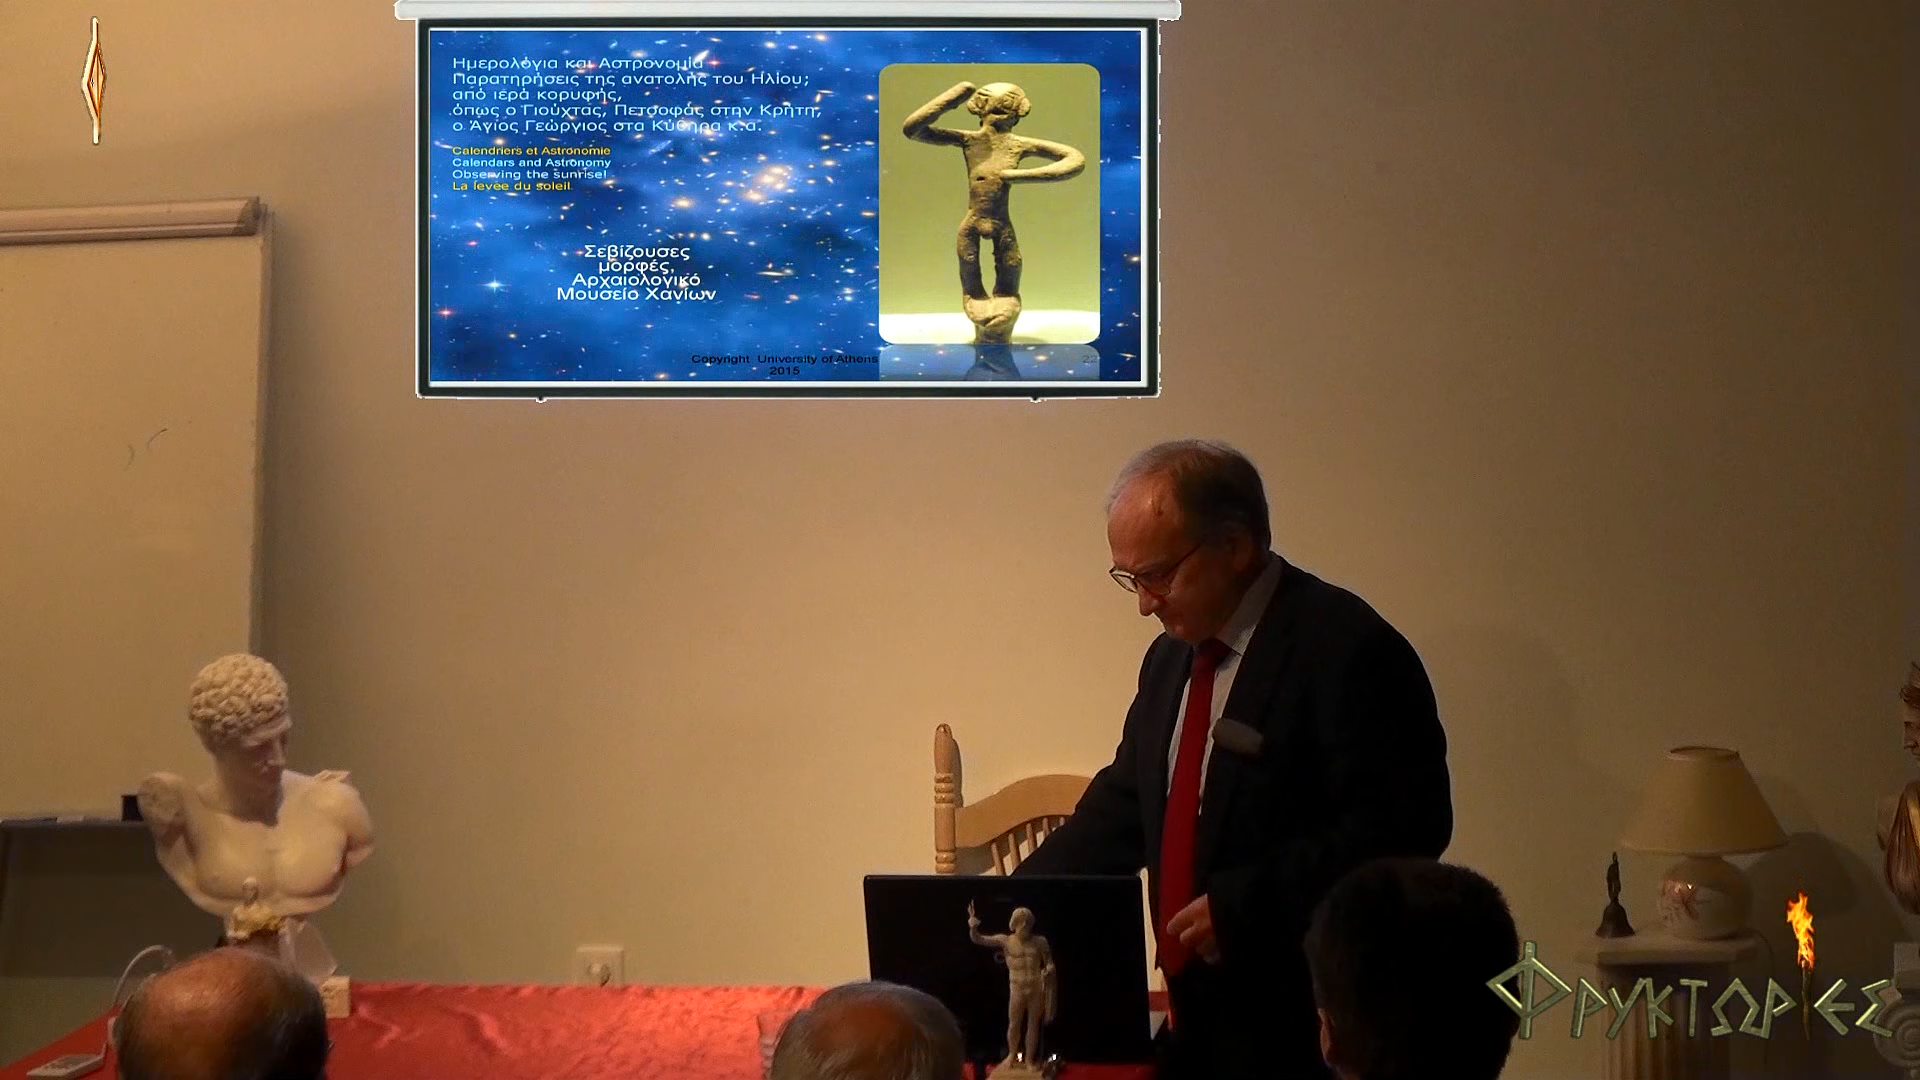 Ημερολόγια και Αστρονομία
Παρατηρήσεις της ανατολής του Ηλίου;
από ιερά κορυφής,
όπως ο Γιούχτας, Πετσοφάς στην Κρήτη,
ο Άγιος Γεώργιος στα Κύθηρα κ.α.
Calendriers et Astronomie
Calendars and Astronomy
Observing the sunrise!
La levée du soleil.
Σεβίζουσες
μορφές,
Αρχαιολογικό
Μουσείο Χανίων
Copyright University of Athens
2015
22
Φρυκτωρίες